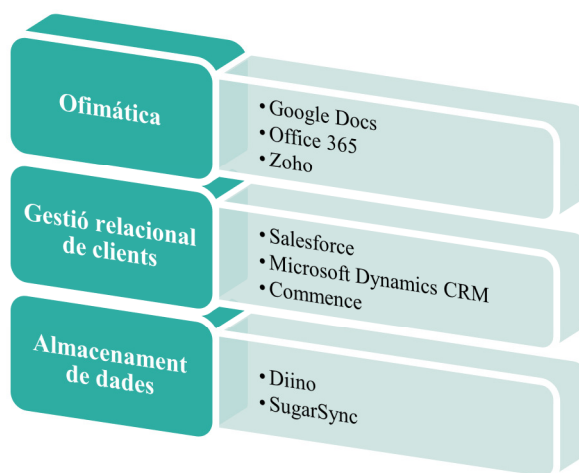 Ofimática
• Google Docs
• Office 365
• Zoho
Gestió relacional
de clients
• Salesforce
• Microsoft Dynamics CRM
• Commence
Almacenament
de dades
• Diino
• SugarSync